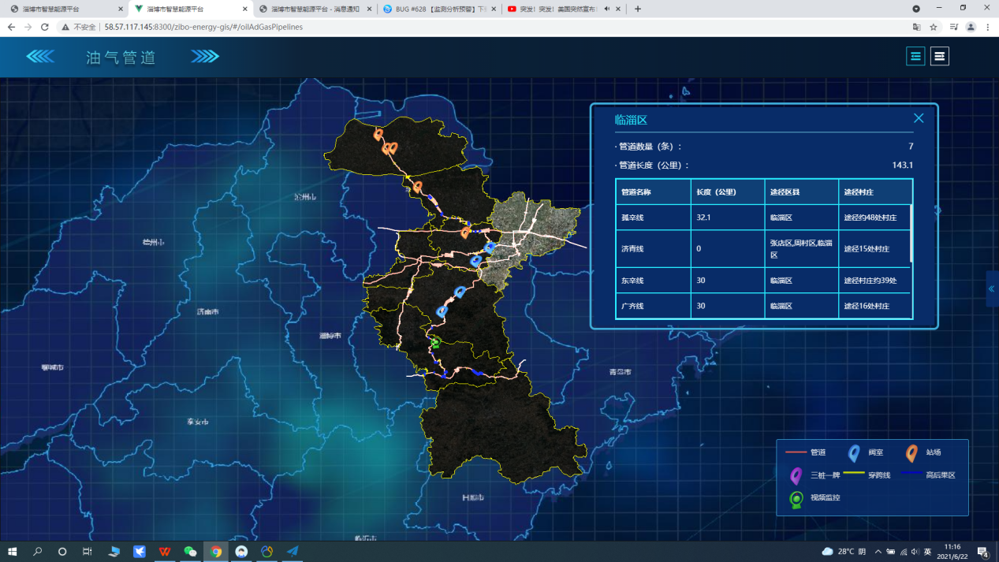 淄博市智慧能源平台
淄博市智慧能源平台
淄博市智慧能源平台 - 消息通知
BUG #628 【监测分析预警】下
突发！突发！美国突然宣布
不安全
58.57.117.145:8300/zibo-energy-gis/#/oilAdGasPipelines
油气管道
临淄区
· 管道数量（条）：
7
· 管道长度（公里）：
143.1
管道名称 长度（公里） 途径区县 途径村庄
孤辛线 32.1 临淄区 途径约48处村庄
济青线 0 张店区,周村区,临淄区 途径15处村庄
东辛线 30 临淄区 途径村庄约39处
广齐线 30 临淄区 途径16处村庄
滨州市
德州市
济南市
淄博市
聊城市
泰安市
青岛市
日照市
临沂市
管道 阀室 站场
三桩一牌 穿跨线 高后果区
视频监控
28°C 阴
英
11:16
2021/6/22
4